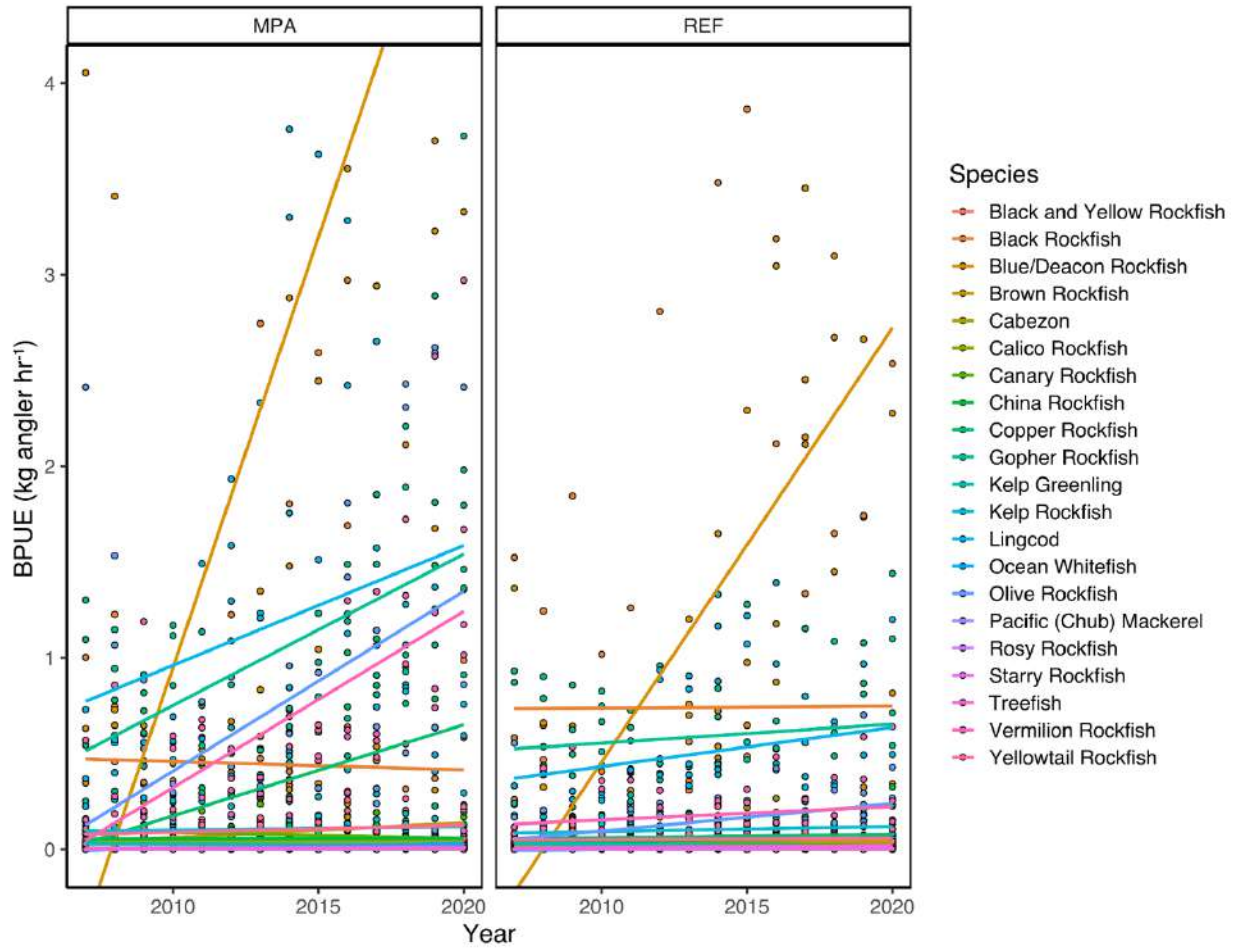 MPA
REF
4
3
2
1
0
BPUE (kg angler hr⁻¹)
2010
2015
2020
2010
2015
2020
Year
Species
Black and Yellow Rockfish
Black Rockfish
Blue/Deacon Rockfish
Brown Rockfish
Cabezon
Calico Rockfish
Canary Rockfish
China Rockfish
Copper Rockfish
Gopher Rockfish
Kelp Greenling
Kelp Rockfish
Lingcod
Ocean Whitefish
Olive Rockfish
Pacific (Chub) Mackerel
Rosy Rockfish
Starry Rockfish
Treefish
Vermilion Rockfish
Yellowtail Rockfish